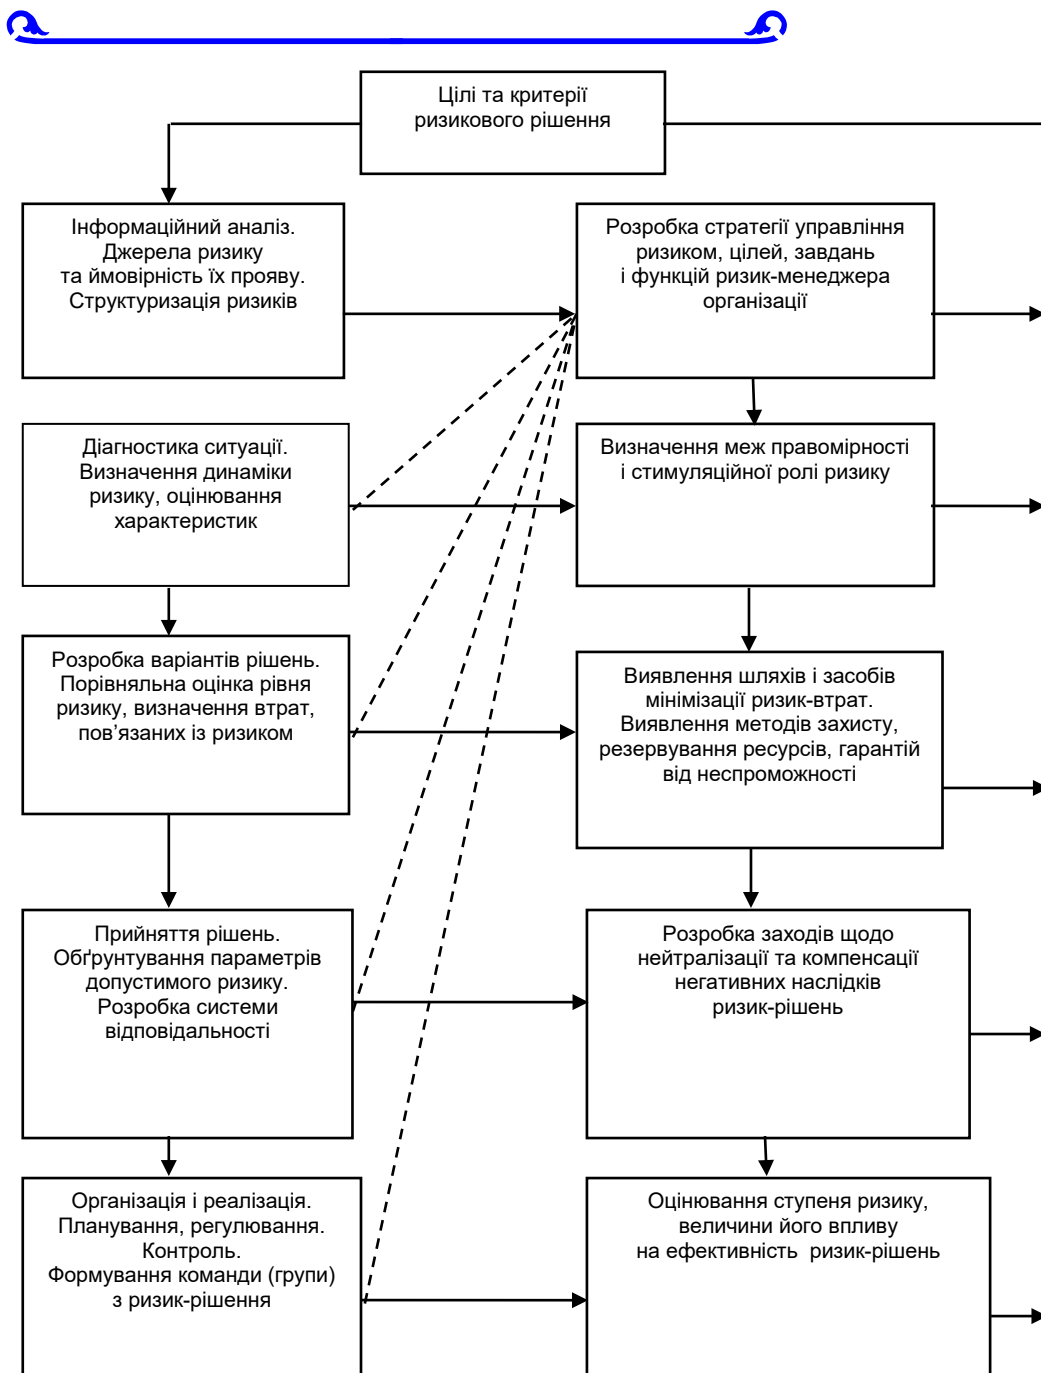 Цілі та критерії
ризикового рішення
Інформаційний аналіз.
Джерела ризику
та ймовірність їх прояву.
Структуризація ризиків
Розробка стратегії управління
ризиком, цілей, завдань
і функцій ризик-менеджера
організації
Діагностика ситуації.
Визначення динаміки
ризику, оцінювання
характеристик
Визначення меж правомірності
і стимуляційної ролі ризику
Розробка варіантів рішень.
Порівняльна оцінка рівня
ризику, визначення втрат,
пов’язаних із ризиком
Виявлення шляхів і засобів
мінімізації ризик-втрат.
Виявлення методів захисту,
резервування ресурсів, гарантій
від неспроможності
Прийняття рішень.
Обґрунтування параметрів
допустимого ризику.
Розробка системи
відповідальності
Розробка заходів щодо
нейтралізації та компенсації
негативних наслідків
ризик-рішень
Організація і реалізація.
Планування, регулювання.
Контроль.
Формування команди (групи)
з ризик-рішення
Оцінювання ступеня ризику,
величини його впливу
на ефективність ризик-рішень